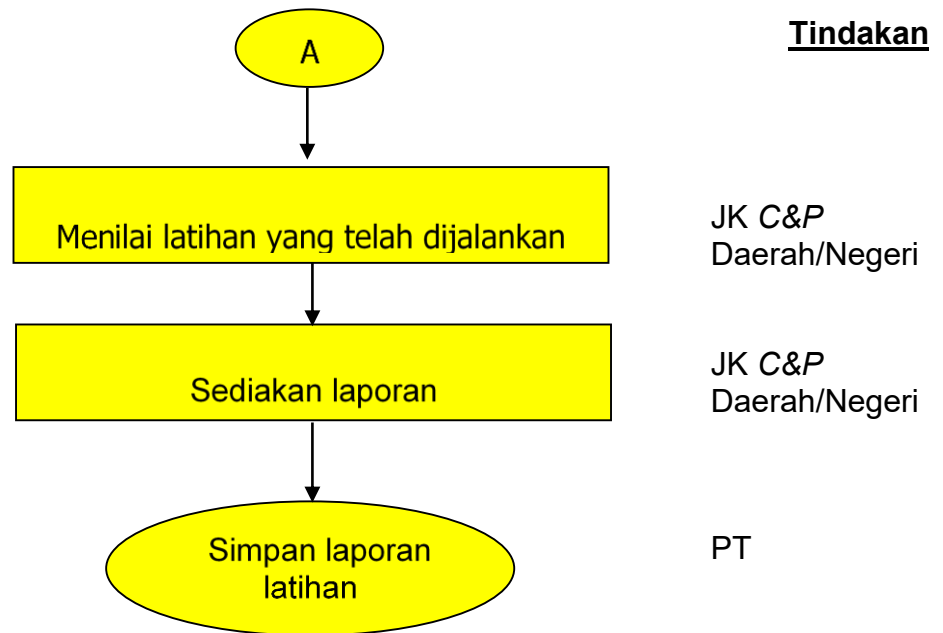 A
Tindakan
Menilai latihan yang telah dijalankan
JK C&P
Daerah/Negeri
Sediakan laporan
JK C&P
Daerah/Negeri
Simpan laporan
latihan
PT